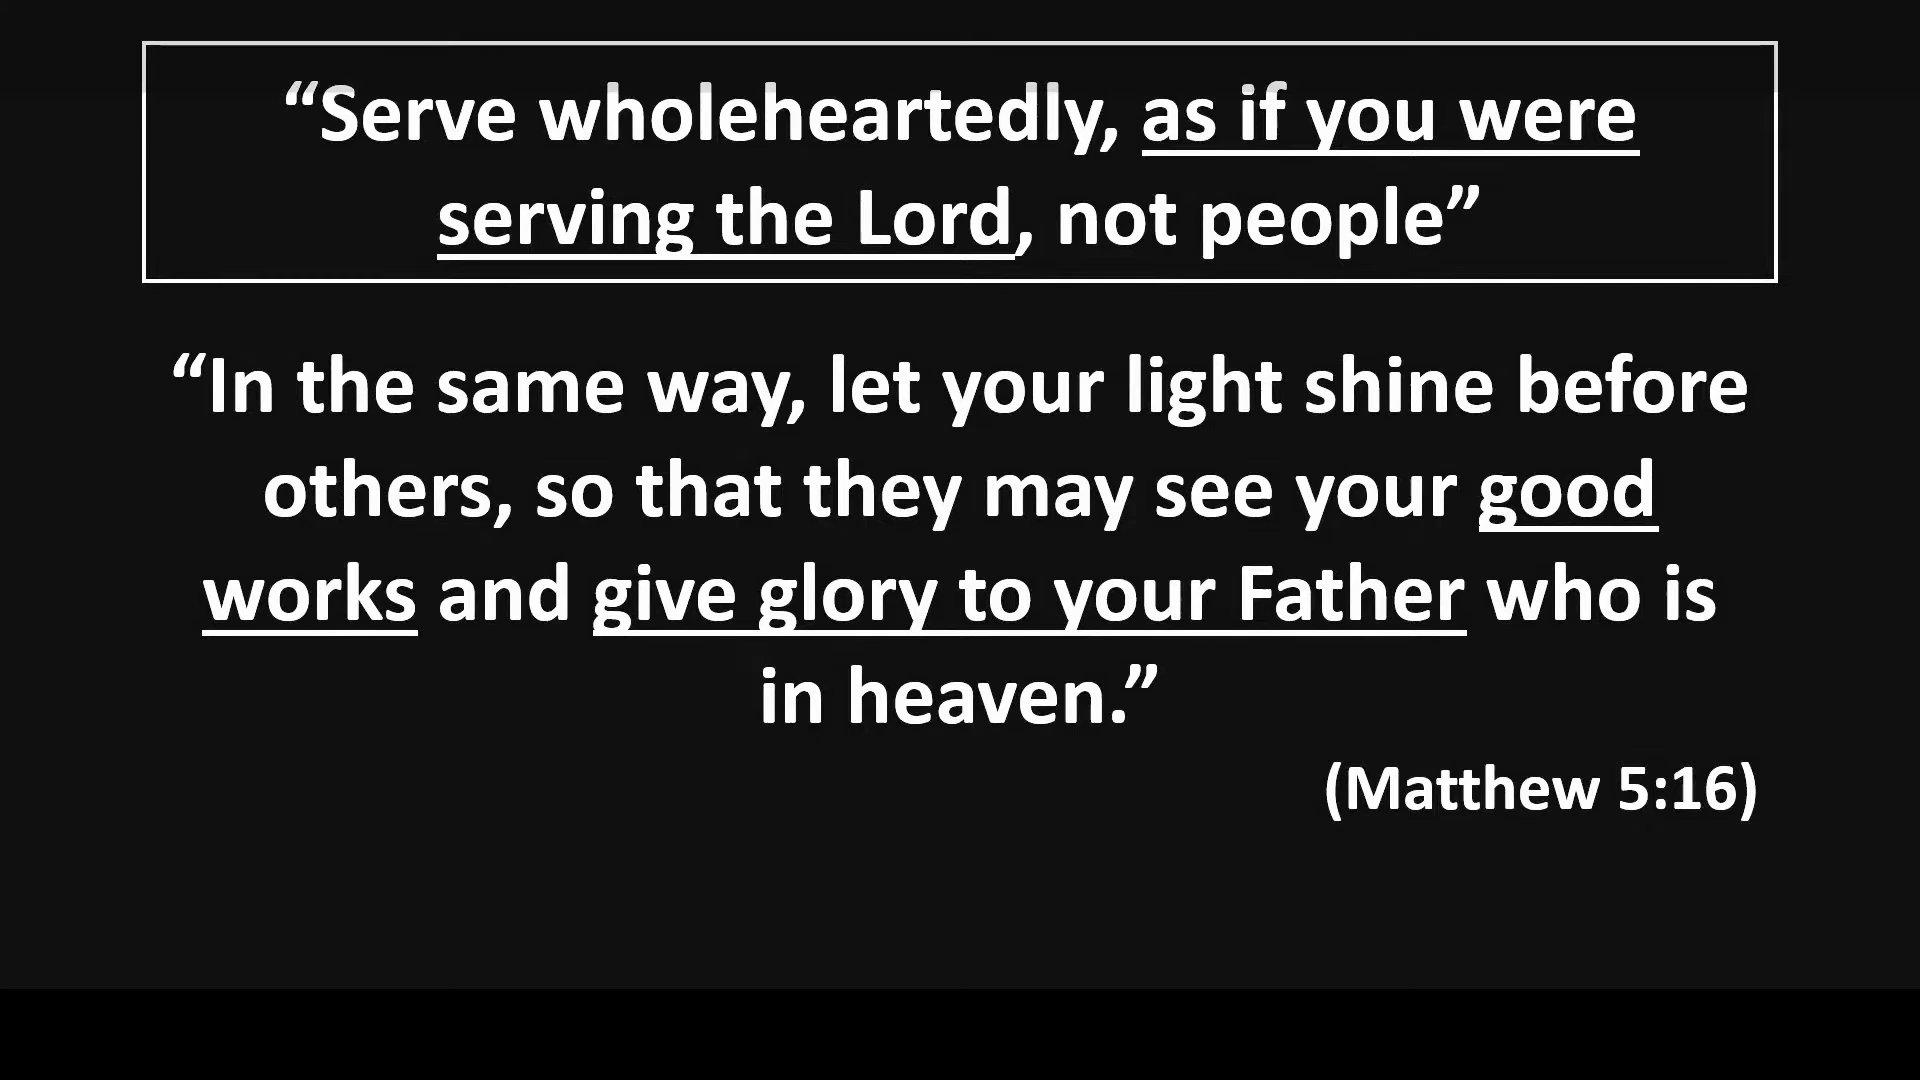 “Serve wholeheartedly, as if you were
serving the Lord, not people”
“In the same way, let your light shine before
others, so that they may see your good
works and give glory to your Father who is
in heaven.”
(Matthew 5:16)